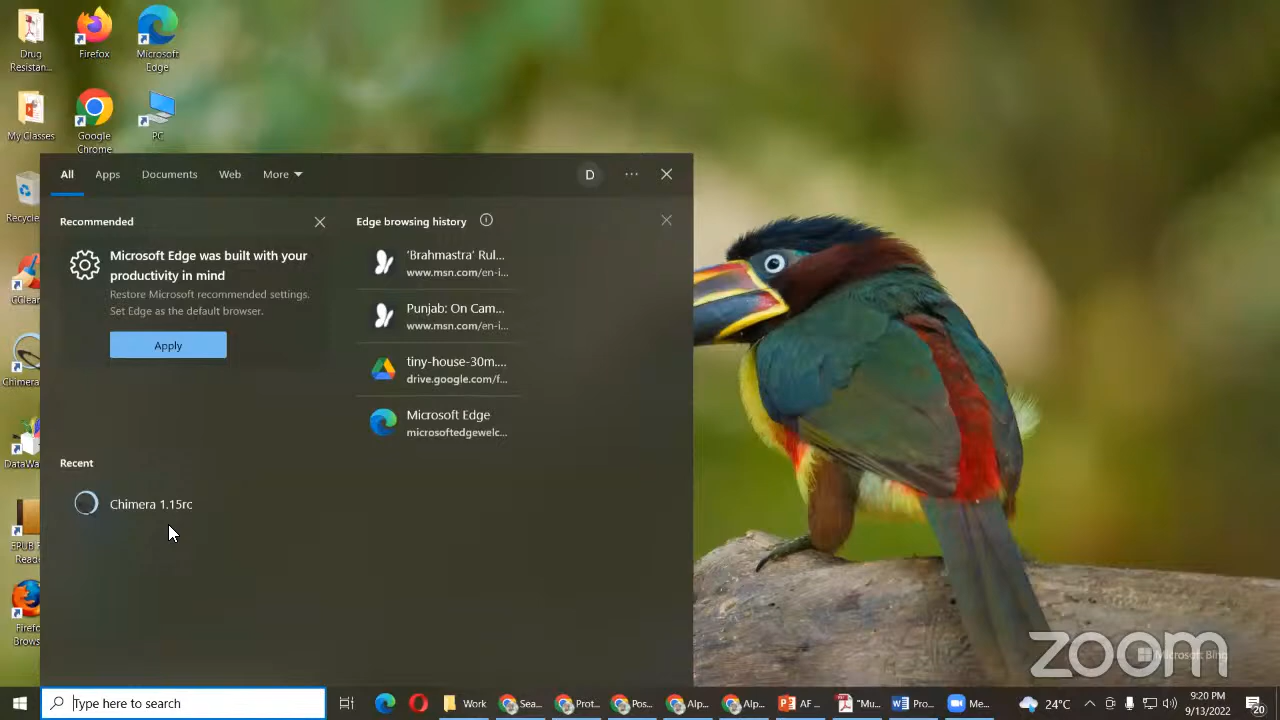 Drug
Resistan...
Firefox
Microsoft
Edge
My Classes
Google
Chrome
PC
All
Apps
Documents
Web
More
D
Recycle
Recommended
Edge browsing history
Microsoft Edge was built with your
productivity in mind
Restore Microsoft recommended settings.
Set Edge as the default browser.
Apply
'Brahmastra' Rul...
www.msn.com/en-i...
Punjab: On Cam...
www.msn.com/en-i...
tiny-house-30m....
drive.google.com/f...
Microsoft Edge
microsoftedgewelc...
CClean
Chimera
DataWa
Recent
Chimera 1.15rc
EPUB F
Read
Firefo
Brows
zoom
Microsoft Bing
Type here to search
Work
Sea...
Prot...
Pos...
Alp...
Alp...
AF ...
"Mu...
Pro...
Me...
24°C
9:20 PM
9/13/2022
20